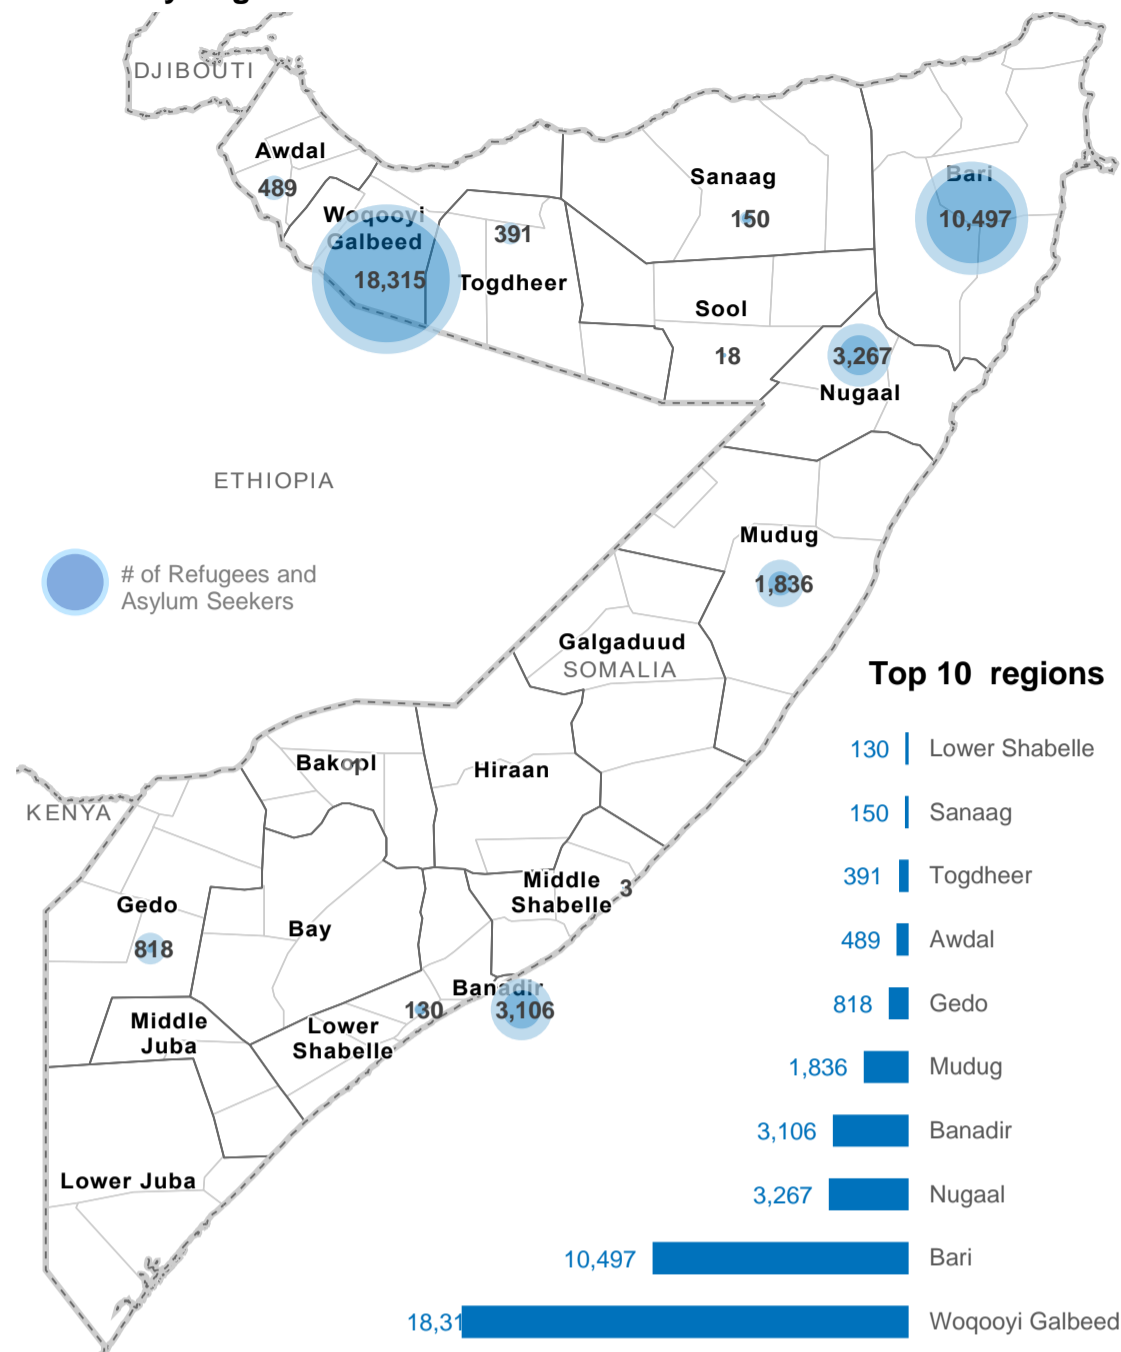 DJIBOUTI
Awdal
489
Woqooyi
Galbeed
18,315
391
Togdheer
Sanaag
150
Bari
10,497
Sool
18
3,267
Nugaal
ETHIOPIA
# of Refugees and
Asylum Seekers
Mudug
1,836
Galgaduud
SOMALIA
Bakool
1
Hiraan
KENYA
Middle
Shabelle
3
Gedo
818
Bay
Banadir
3,106
130
Middle
Juba
Lower
Shabelle
Lower Juba
Top 10 regions
130 Lower Shabelle
150 Sanaag
391 Togdheer
489 Awdal
818 Gedo
1,836 Mudug
3,106 Banadir
3,267 Nugaal
10,497 Bari
18,31 Woqooyi Galbeed